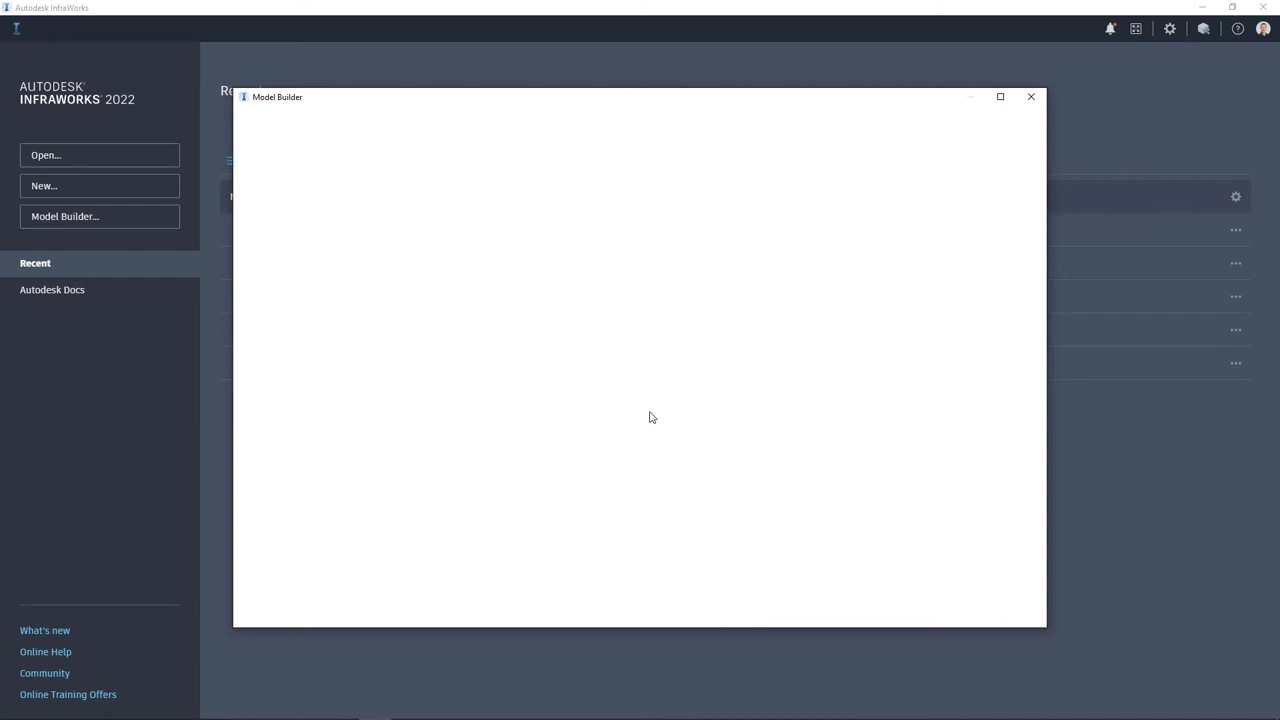 Autodesk InfraWorks
AUTODESK®
INFRAWORKS® 2022
Open...
New...
Model Builder...
Recent
Autodesk Docs
What's new
Online Help
Community
Online Training Offers
Model Builder